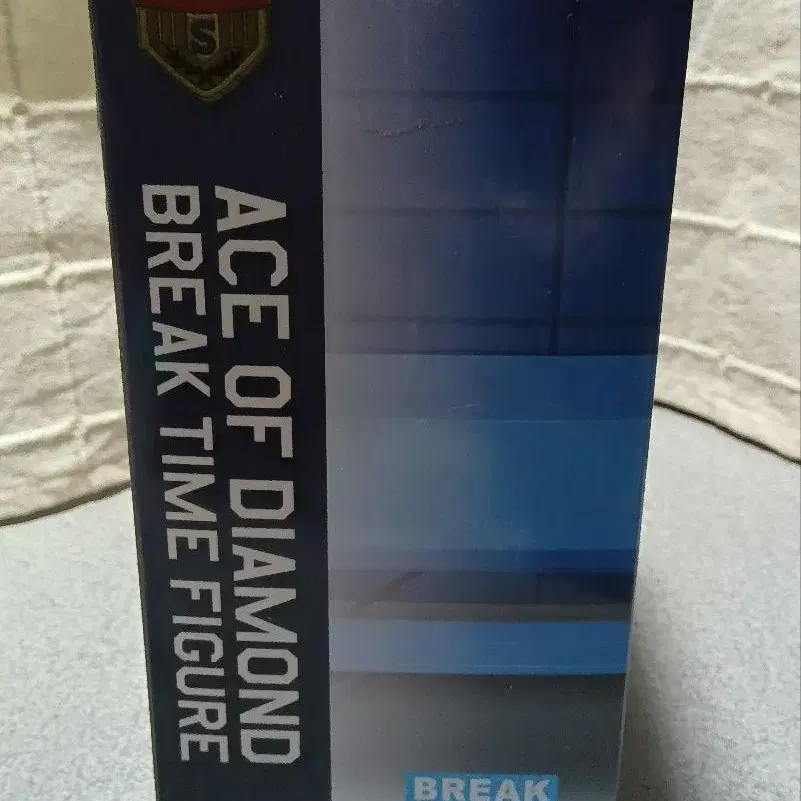 S
ACE OF DIAMOND
BREAK TIME FIGURE
BREAK